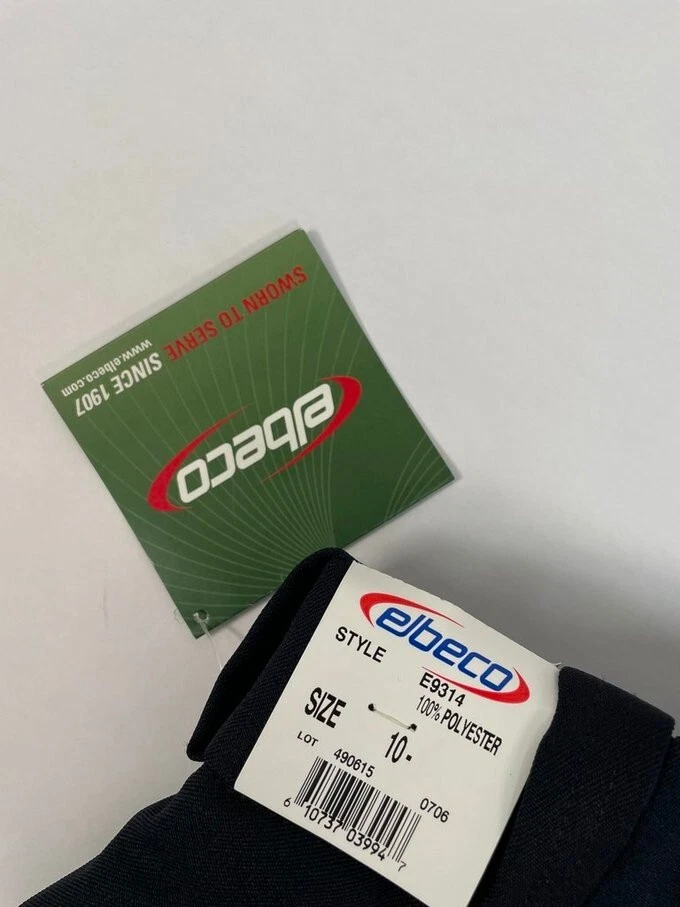 SWORN TO SERVE SINCE 1907
www.elbeco.com
elbeco
elbeco
STYLE E9314
100% POLYESTER
SIZE 10-
LOT 490615 0706
6 10737 03994 7